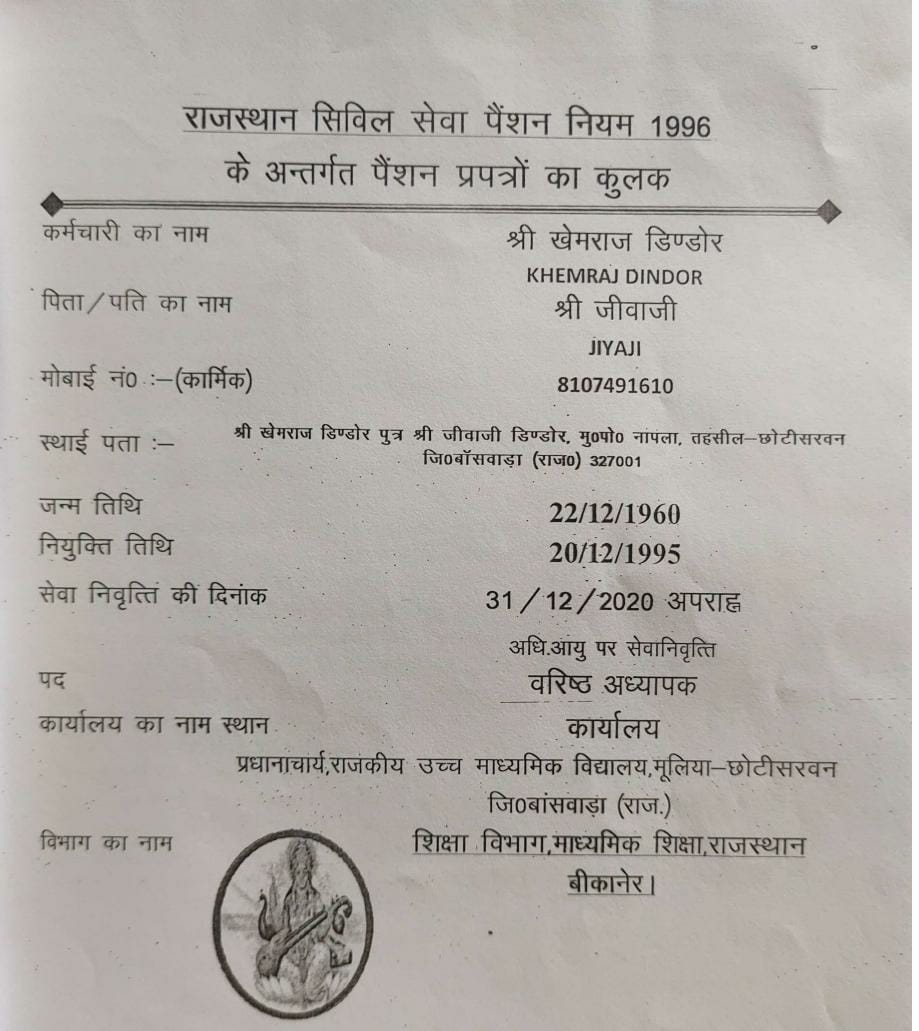 राजस्थान सिविल सेवा पैंशन नियम 1996
के अन्तर्गत पैंशन प्रपत्रों का कुलक
कर्मचारी का नाम श्री खेमराज डिण्डोर
KHEMRAJ DINDOR
पिता/पति का नाम श्री जीवाजी
JIYAJI
मोबाई नं0 :–(कार्मिक) 8107491610
स्थाई पता :– श्री खेमराज डिण्डोर पुत्र श्री जीवाजी डिण्डोर, मु0पो0 नापला, तहसील–छोटीसरवन
जि0बॉसवाड़ा (राज0) 327001
जन्म तिथि 22/12/1960
नियुक्ति तिथि 20/12/1995
सेवा निवृत्ति की दिनांक 31/12/2020 अपराह्न
अधि.आयु पर सेवानिवृत्ति
पद वरिष्ठ अध्यापक
कार्यालय का नाम स्थान कार्यालय
प्रधानाचार्य,राजकीय उच्च माध्यमिक विद्यालय,मूलिया–छोटीसरवन
जि0बांसवाड़ा (राज.)
विभाग का नाम शिक्षा विभाग,माध्यमिक शिक्षा,राजस्थान
बीकानेर।